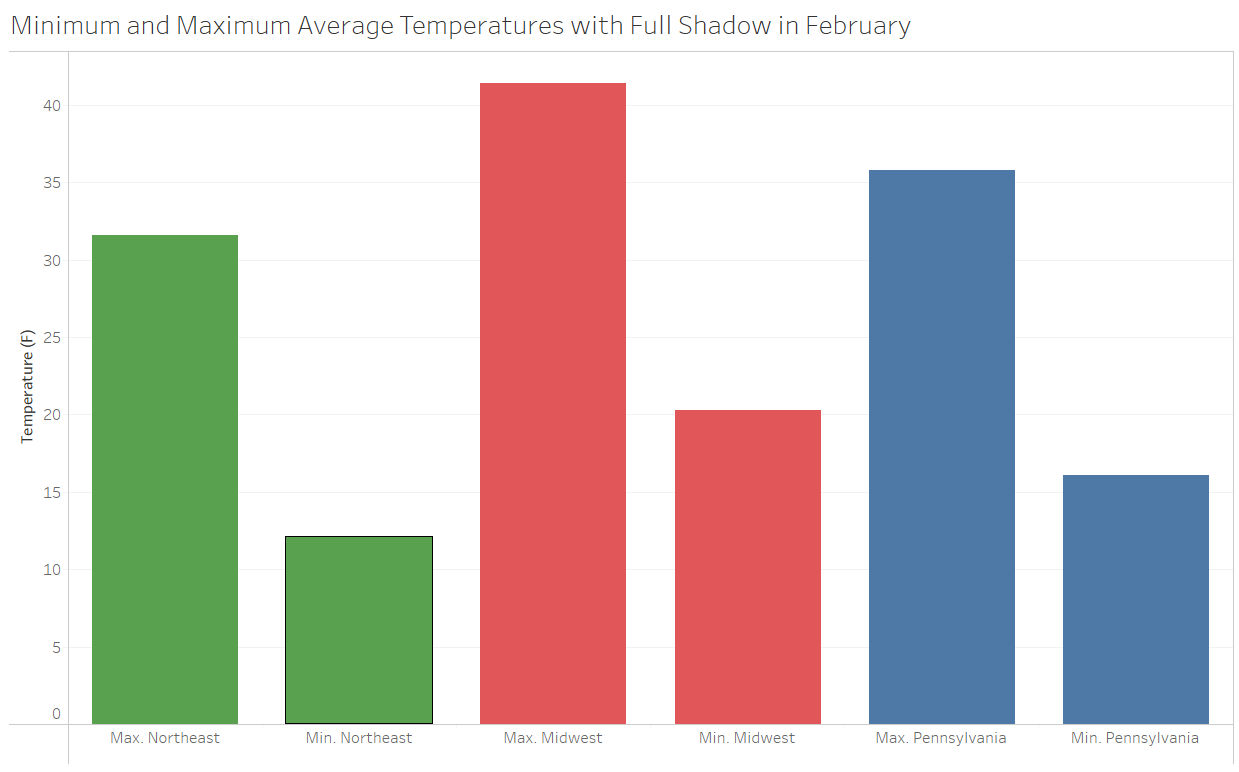 Minimum and Maximum Average Temperatures with Full Shadow in February
Temperature (F)
40
35
30
25
20
15
10
5
0
Max. Northeast
Min. Northeast
Max. Midwest
Min. Midwest
Max. Pennsylvania
Min. Pennsylvania